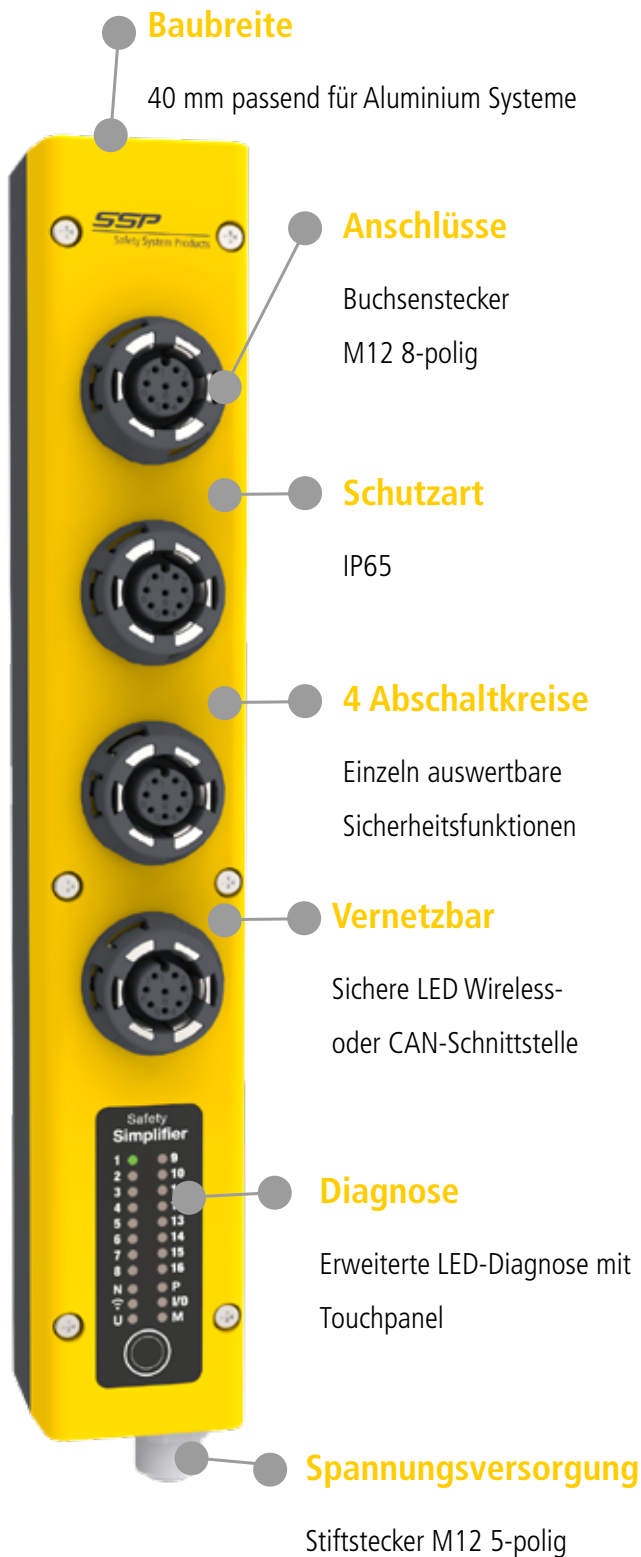 Baubreite
40 mm passend für Aluminium Systeme
SSP
Safety System Products
Anschlüsse
Buchsenstecker
M12 8-polig
Schutzart
IP65
4 Abschaltkreise
Einzeln auswertbare
Sicherheitsfunktionen
Vernetzbar
Sichere LED Wireless-
oder CAN-Schnittstelle
Safety
Simplifier
1 9
2 10
3
4
5 13
6 14
7 15
8 16
N P
I/O
U M
Diagnose
Erweiterte LED-Diagnose mit
Touchpanel
Spannungsversorgung
Stiftstecker M12 5-polig